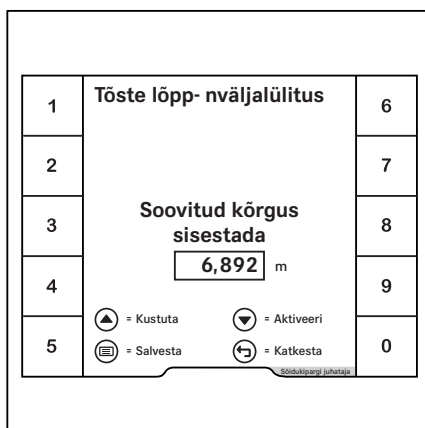 Tõste lõpp- nväljalülitus
1
6
2
7
3
8
4
9
5
0
Soovitud kõrgus
sisestada
6,892 m
= Kustuta
= Aktiveeri
= Salvesta
= Katkesta
Sõidukipargi juhataja